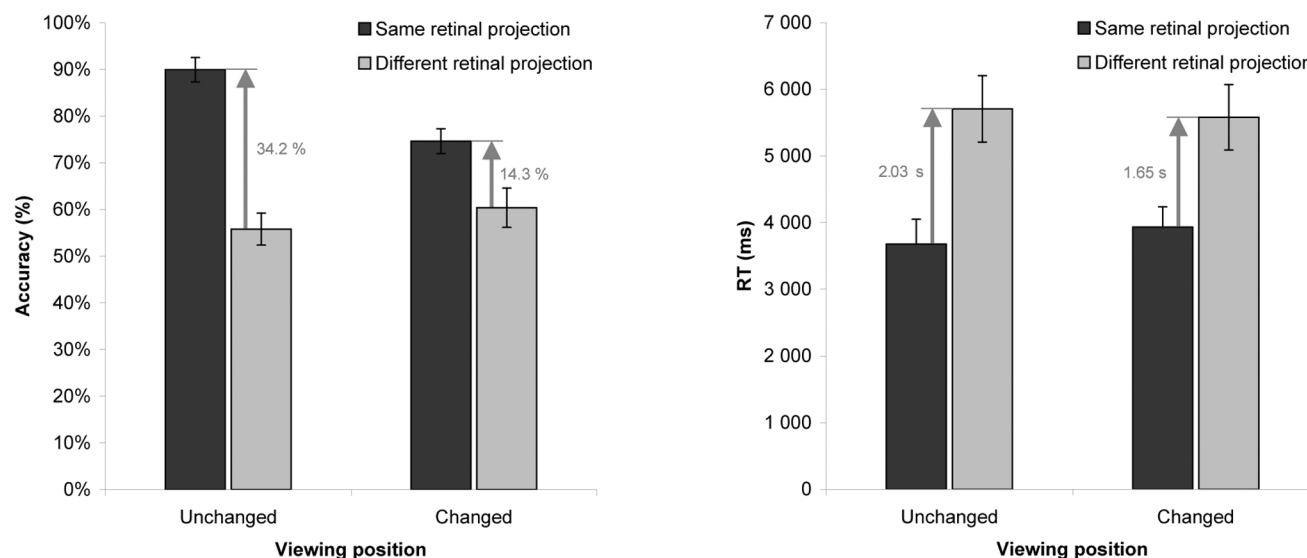 100%
90%
80%
70%
60%
50%
40%
30%
20%
10%
0%
Accuracy (%)
Same retinal projection
Different retinal projection
34.2 %
14.3 %
Unchanged
Changed
Viewing position
7 000
6 000
5 000
4 000
3 000
2 000
1 000
0
RT (ms)
Same retinal projection
Different retinal projection
2.03 s
1.65 s
Unchanged
Changed
Viewing position